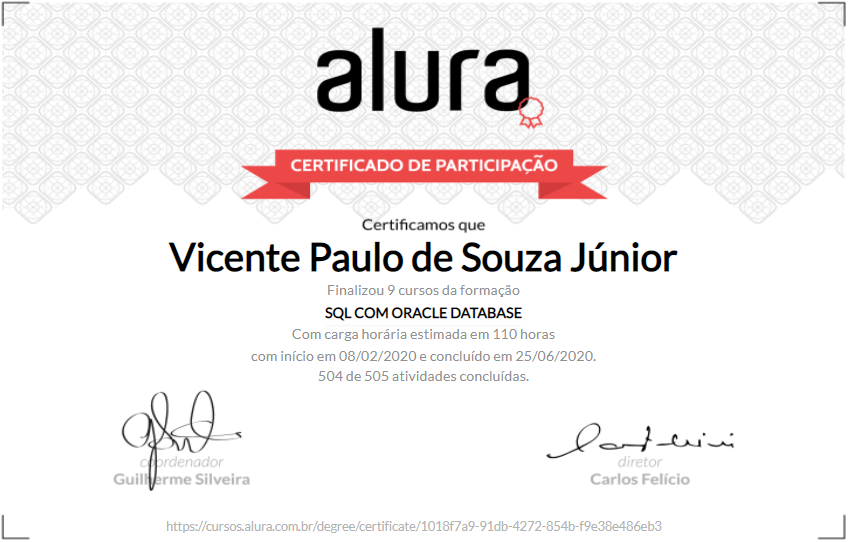 alura
CERTIFICADO DE PARTICIPAÇÃO
Certificamos que
Vicente Paulo de Souza Júnior
Finalizou 9 cursos da formação
SQL COM ORACLE DATABASE
Com carga horária estimada em 110 horas
com início em 08/02/2020 e concluído em 25/06/2020.
504 de 505 atividades concluídas.
coordenador
Guilherme Silveira
diretor
Carlos Felício
https://cursos.alura.com.br/degree/certificate/1018f7a9-91db-4272-854b-f9e38e486eb3